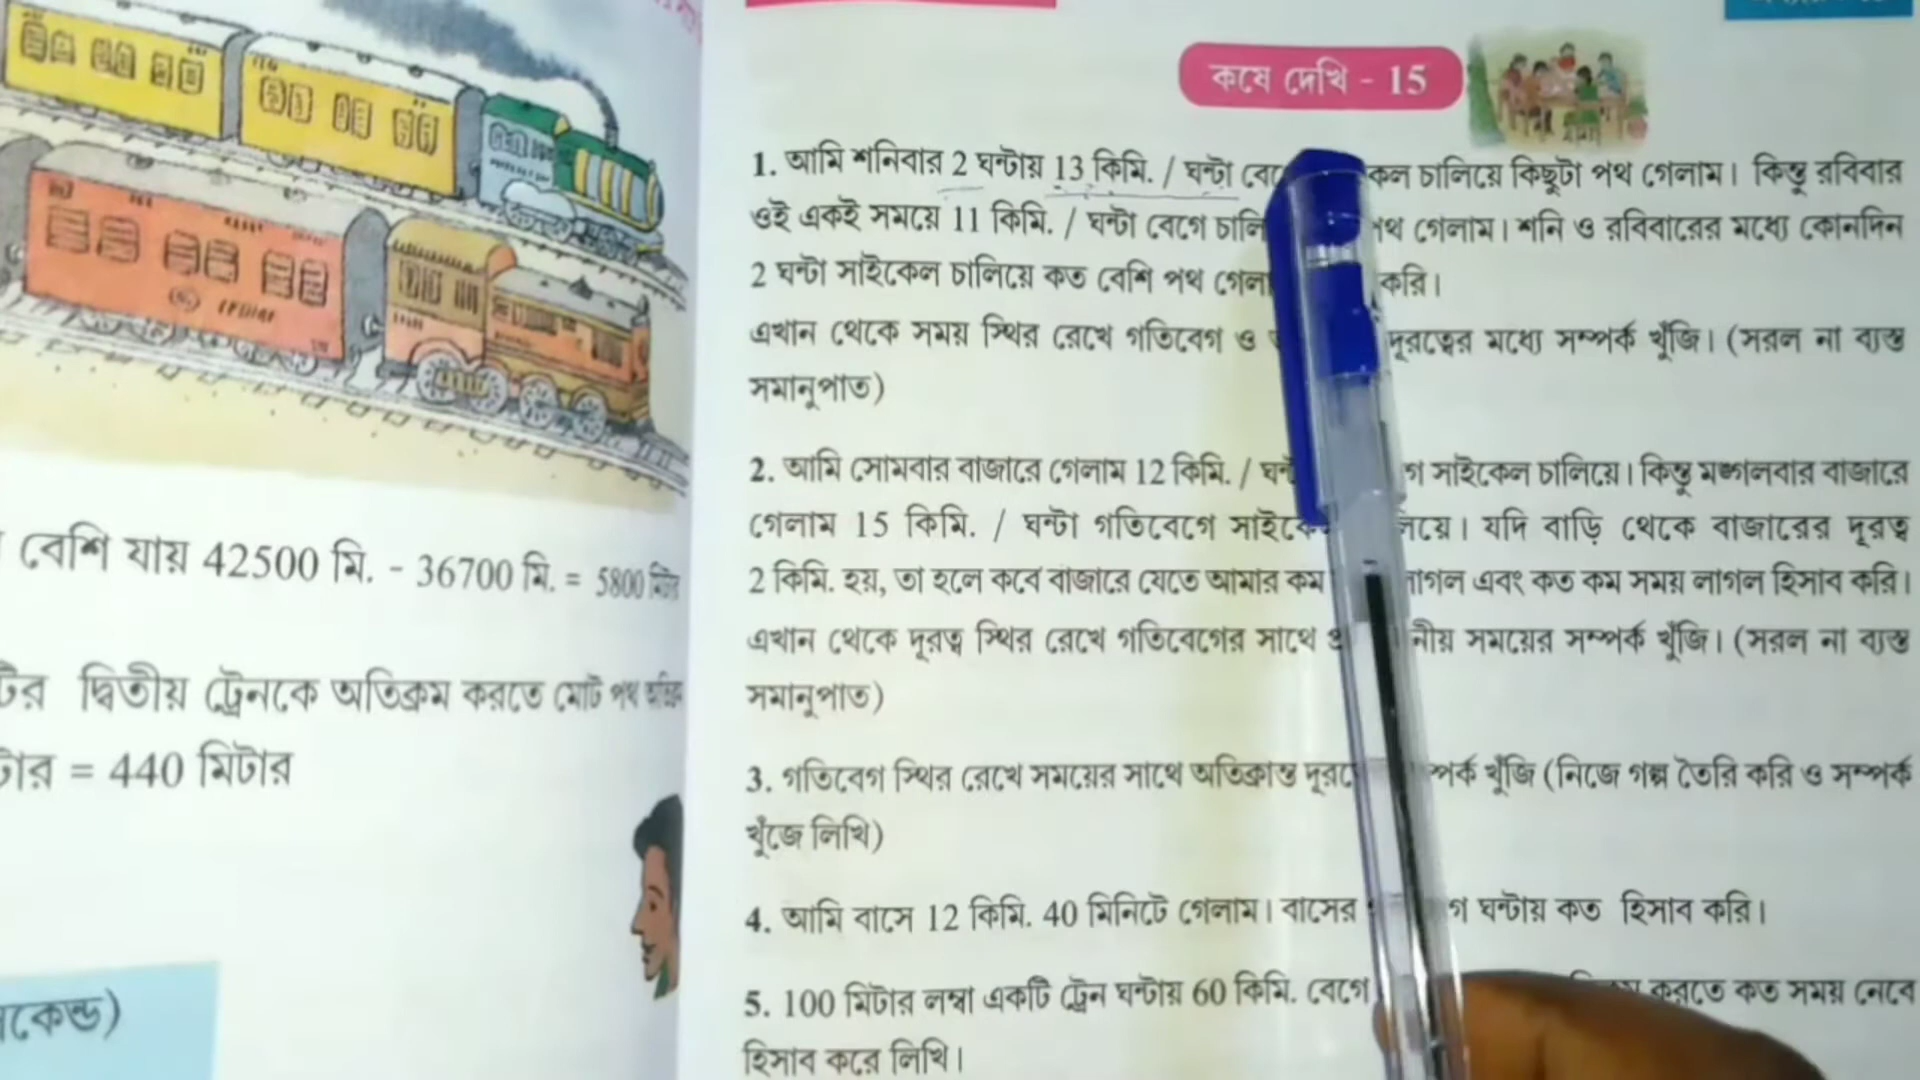 বেশি যায় 42500 মি. - 36700 মি. = 5800
দ্বিতীয় ট্রেনকে অতিক্রম করতে মোট পথ
= 440 মিটার
কষে দেখি - 15
1. আমি শনিবার 2 ঘন্টায় 13 কিমি. / ঘন্টা চালিয়ে কিছুটা পথ গেলাম। কিন্তু রবিবার
ওই একই সময়ে 11 কিমি. / ঘন্টা বেগে গেলাম। শনি ও রবিবারের মধ্যে কোনদিন
2 ঘন্টা সাইকেল চালিয়ে কত বেশি পথ করি।
এখান থেকে সময় স্থির রেখে গতিবেগ ও দূরত্বের মধ্যে সম্পর্ক খুঁজি। (সরল না ব্যস্ত
সমানুপাত)
2. আমি সোমবার বাজারে গেলাম 12 কিমি. / সাইকেল চালিয়ে। কিন্তু মঙ্গলবার বাজারে
গেলাম 15 কিমি. / ঘন্টা গতিবেগে যদি বাড়ি থেকে বাজারের দূরত্ব
2 কিমি. হয়, তা হলে কবে বাজারে যেতে আমার কম এবং কত কম সময় লাগল হিসাব করি।
এখান থেকে দূরত্ব স্থির রেখে গতিবেগের সাথে সময়ের সম্পর্ক খুঁজি। (সরল না ব্যস্ত
সমানুপাত)
3. গতিবেগ স্থির রেখে সময়ের সাথে অতিক্রান্ত খুঁজি (নিজে গল্প তৈরি করি ও সম্পর্ক
খুঁজে লিখি)
4. আমি বাসে 12 কিমি. 40 মিনিটে গেলাম। বাসের ঘন্টায় কত হিসাব করি।
5. 100 মিটার লম্বা একটি ট্রেন ঘন্টায় 60 কিমি. বেগে করতে কত সময় নেবে
হিসাব করে লিখি।